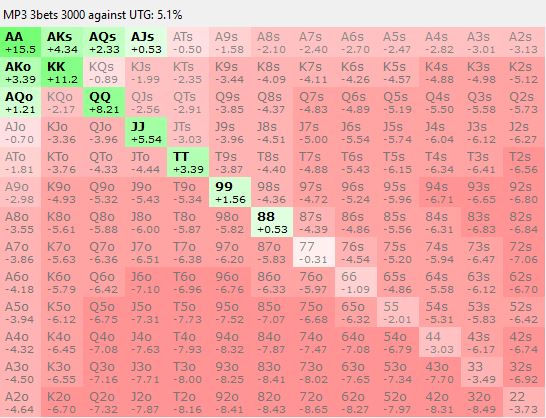 MP3 3bets 3000 against UTG: 5.1%
AA AKs AQs AJs ATs A9s A8s A7s A6s A5s A4s A3s A2s
+15.5 +4.34 +2.33 +0.53 -0.50 -1.58 -2.10 -2.40 -2.70 -2.47 -2.82 -3.01 -3.13
AKo KK KQs KJs KTs K9s K8s K7s K6s K5s K4s K3s K2s
+3.39 +11.2 -0.89 -1.99 -2.35 -3.44 -4.09 -4.11 -4.26 -4.57 -4.88 -4.98 -5.12
AQo KQo QQ QJs QTs Q9s Q8s Q7s Q6s Q5s Q4s Q3s Q2s
+1.21 -2.17 +8.21 -2.56 -2.91 -3.85 -4.37 -4.83 -4.89 -5.19 -5.50 -5.58 -5.73
AJo KJo QJo JJ JTs J9s J8s J7s J6s J5s J4s J3s J2s
-0.70 -3.36 -3.96 +5.54 -3.03 -3.96 -4.51 -5.00 -5.54 -5.74 -6.04 -6.12 -6.27
ATo KTo QTo JTo TT T9s T8s T7s T6s T5s T4s T3s T2s
-1.81 -3.76 -4.33 -4.44 +3.39 -3.87 -4.40 -4.88 -5.43 -6.15 -6.34 -6.41 -6.56
A9o K9o Q9o J9o T9o 99 98s 97s 96s 95s 94s 93s 92s
-2.98 -4.93 -5.32 -5.43 -5.34 +1.56 -4.36 -4.72 -5.24 -5.96 -6.71 -6.65 -6.80
A8o K8o Q8o J8o T8o 98o 88 87s 86s 85s 84s 83s 82s
-3.55 -5.61 -5.88 -6.00 -5.87 -5.82 +0.53 -4.39 -4.86 -5.56 -6.31 -6.83 -6.84
A7o K7o Q7o J7o T7o 97o 87o 77 76s 75s 74s 73s 72s
-3.86 -5.63 -6.35 -6.51 -6.38 -6.20 -5.83 -0.31 -4.54 -5.20 -5.94 -6.47 -7.06
A6o K6o Q6o J6o T6o 96o 86o 76o 66 65s 64s 63s 62s
-4.18 -5.79 -6.42 -7.10 -6.96 -6.76 -6.33 -5.97 -1.09 -4.86 -5.58 -6.12 -6.70
A5o K5o Q5o J5o T5o 95o 85o 75o 65o 55 54s 53s 52s
-3.94 -6.12 -6.75 -7.31 -7.73 -7.52 -7.07 -6.68 -6.32 -2.01 -5.31 -5.83 -6.42
A4o K4o Q4o J4o T4o 94o 84o 74o 64o 54o 44 43s 42s
-4.32 -6.45 -7.08 -7.63 -7.93 -8.32 -7.87 -7.47 -7.08 -6.79 -3.03 -6.17 -6.74
A3o K3o Q3o J3o T3o 93o 83o 73o 63o 53o 43o 33 32s
-4.50 -6.55 -7.16 -7.71 -8.00 -8.25 -8.41 -8.02 -7.65 -7.34 -7.70 -3.49 -6.92
A2o K2o Q2o J2o T2o 92o 82o 72o 62o 52o 42o 32o 22
-4.64 -6.70 -7.32 -7.87 -8.16 -8.41 -8.43 -8.65 -8.27 -7.97 -8.31 -8.49 -3.73